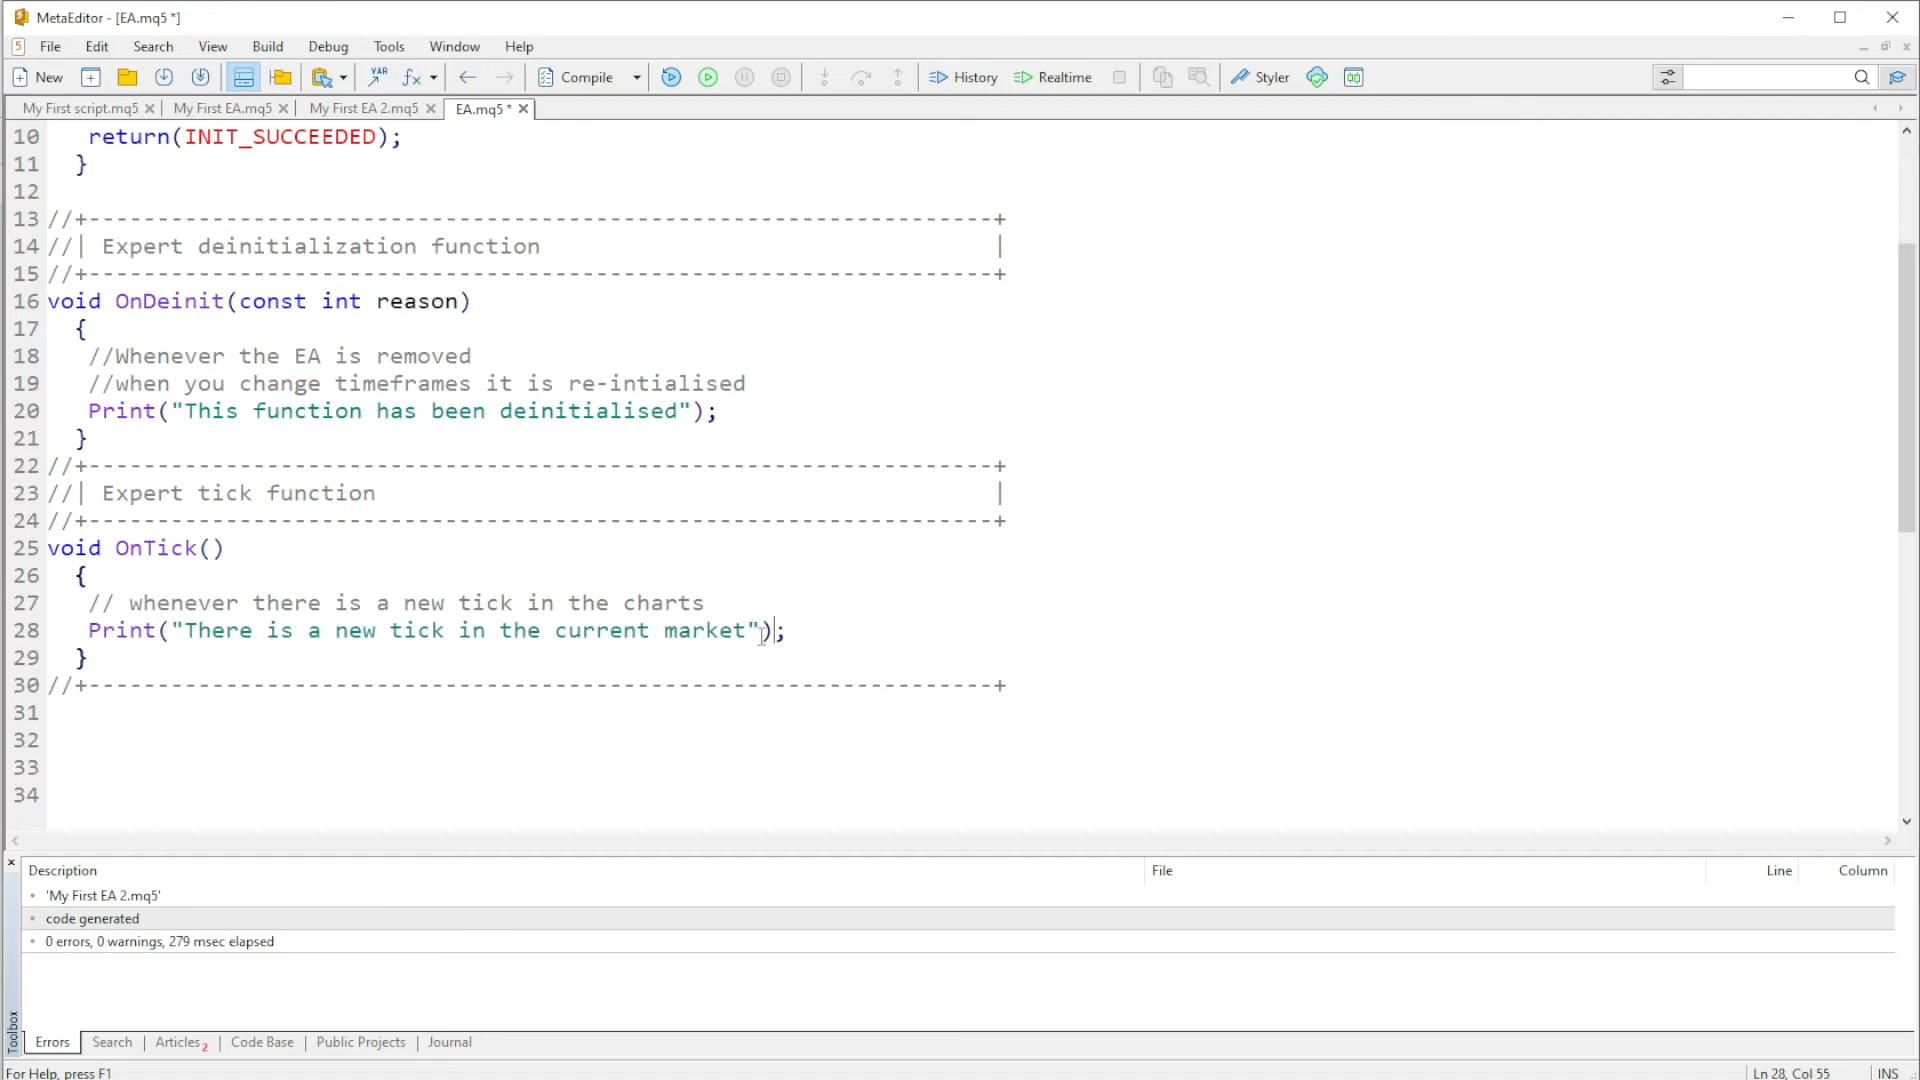 MetaEditor - [EA.mq5 *]
5 File Edit Search View Build Debug Tools Window Help
New VAR fx Compile History Realtime Styler
My First script.mq5 My First EA.mq5 My First EA 2.mq5 EA.mq5 *
10 return(INIT_SUCCEEDED);
11 }
12
13 //+------------------------------------------------------------------+
14 //| Expert deinitialization function |
15 //+------------------------------------------------------------------+
16 void OnDeinit(const int reason)
17 {
18 //Whenever the EA is removed
19 //when you change timeframes it is re-intialised
20 Print("This function has been deinitialised");
21 }
22 //+------------------------------------------------------------------+
23 //| Expert tick function |
24 //+------------------------------------------------------------------+
25 void OnTick()
26 {
27 // whenever there is a new tick in the charts
28 Print("There is a new tick in the current market");
29 }
30 //+------------------------------------------------------------------+
31
32
33
34
Description File Line Column
'My First EA 2.mq5'
code generated
0 errors, 0 warnings, 279 msec elapsed
Toolbox
Errors Search Articles 2 Code Base Public Projects Journal
For Help, press F1 Ln 28, Col 55 INS